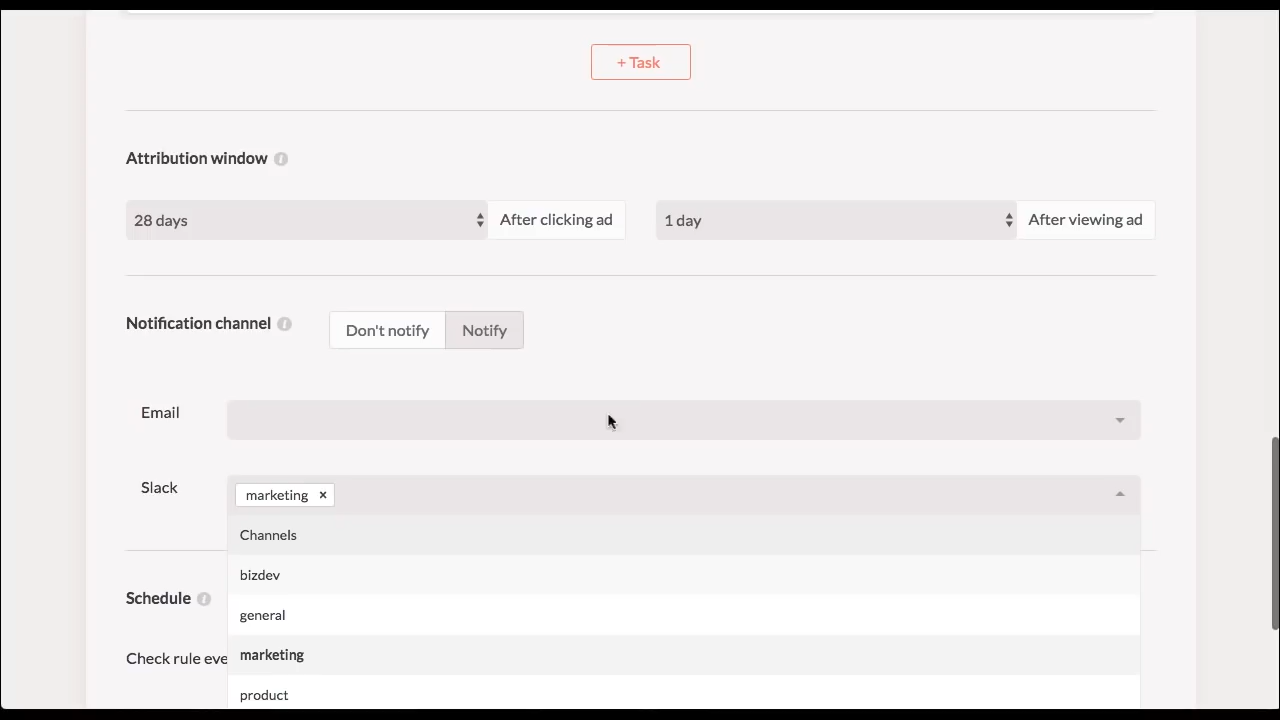 + Task
Attribution window i
28 days After clicking ad 1 day After viewing ad
Notification channel i Don't notify Notify
Email
Slack marketing ×
Channels
bizdev
Schedule i
general
Check rule eve
marketing
product